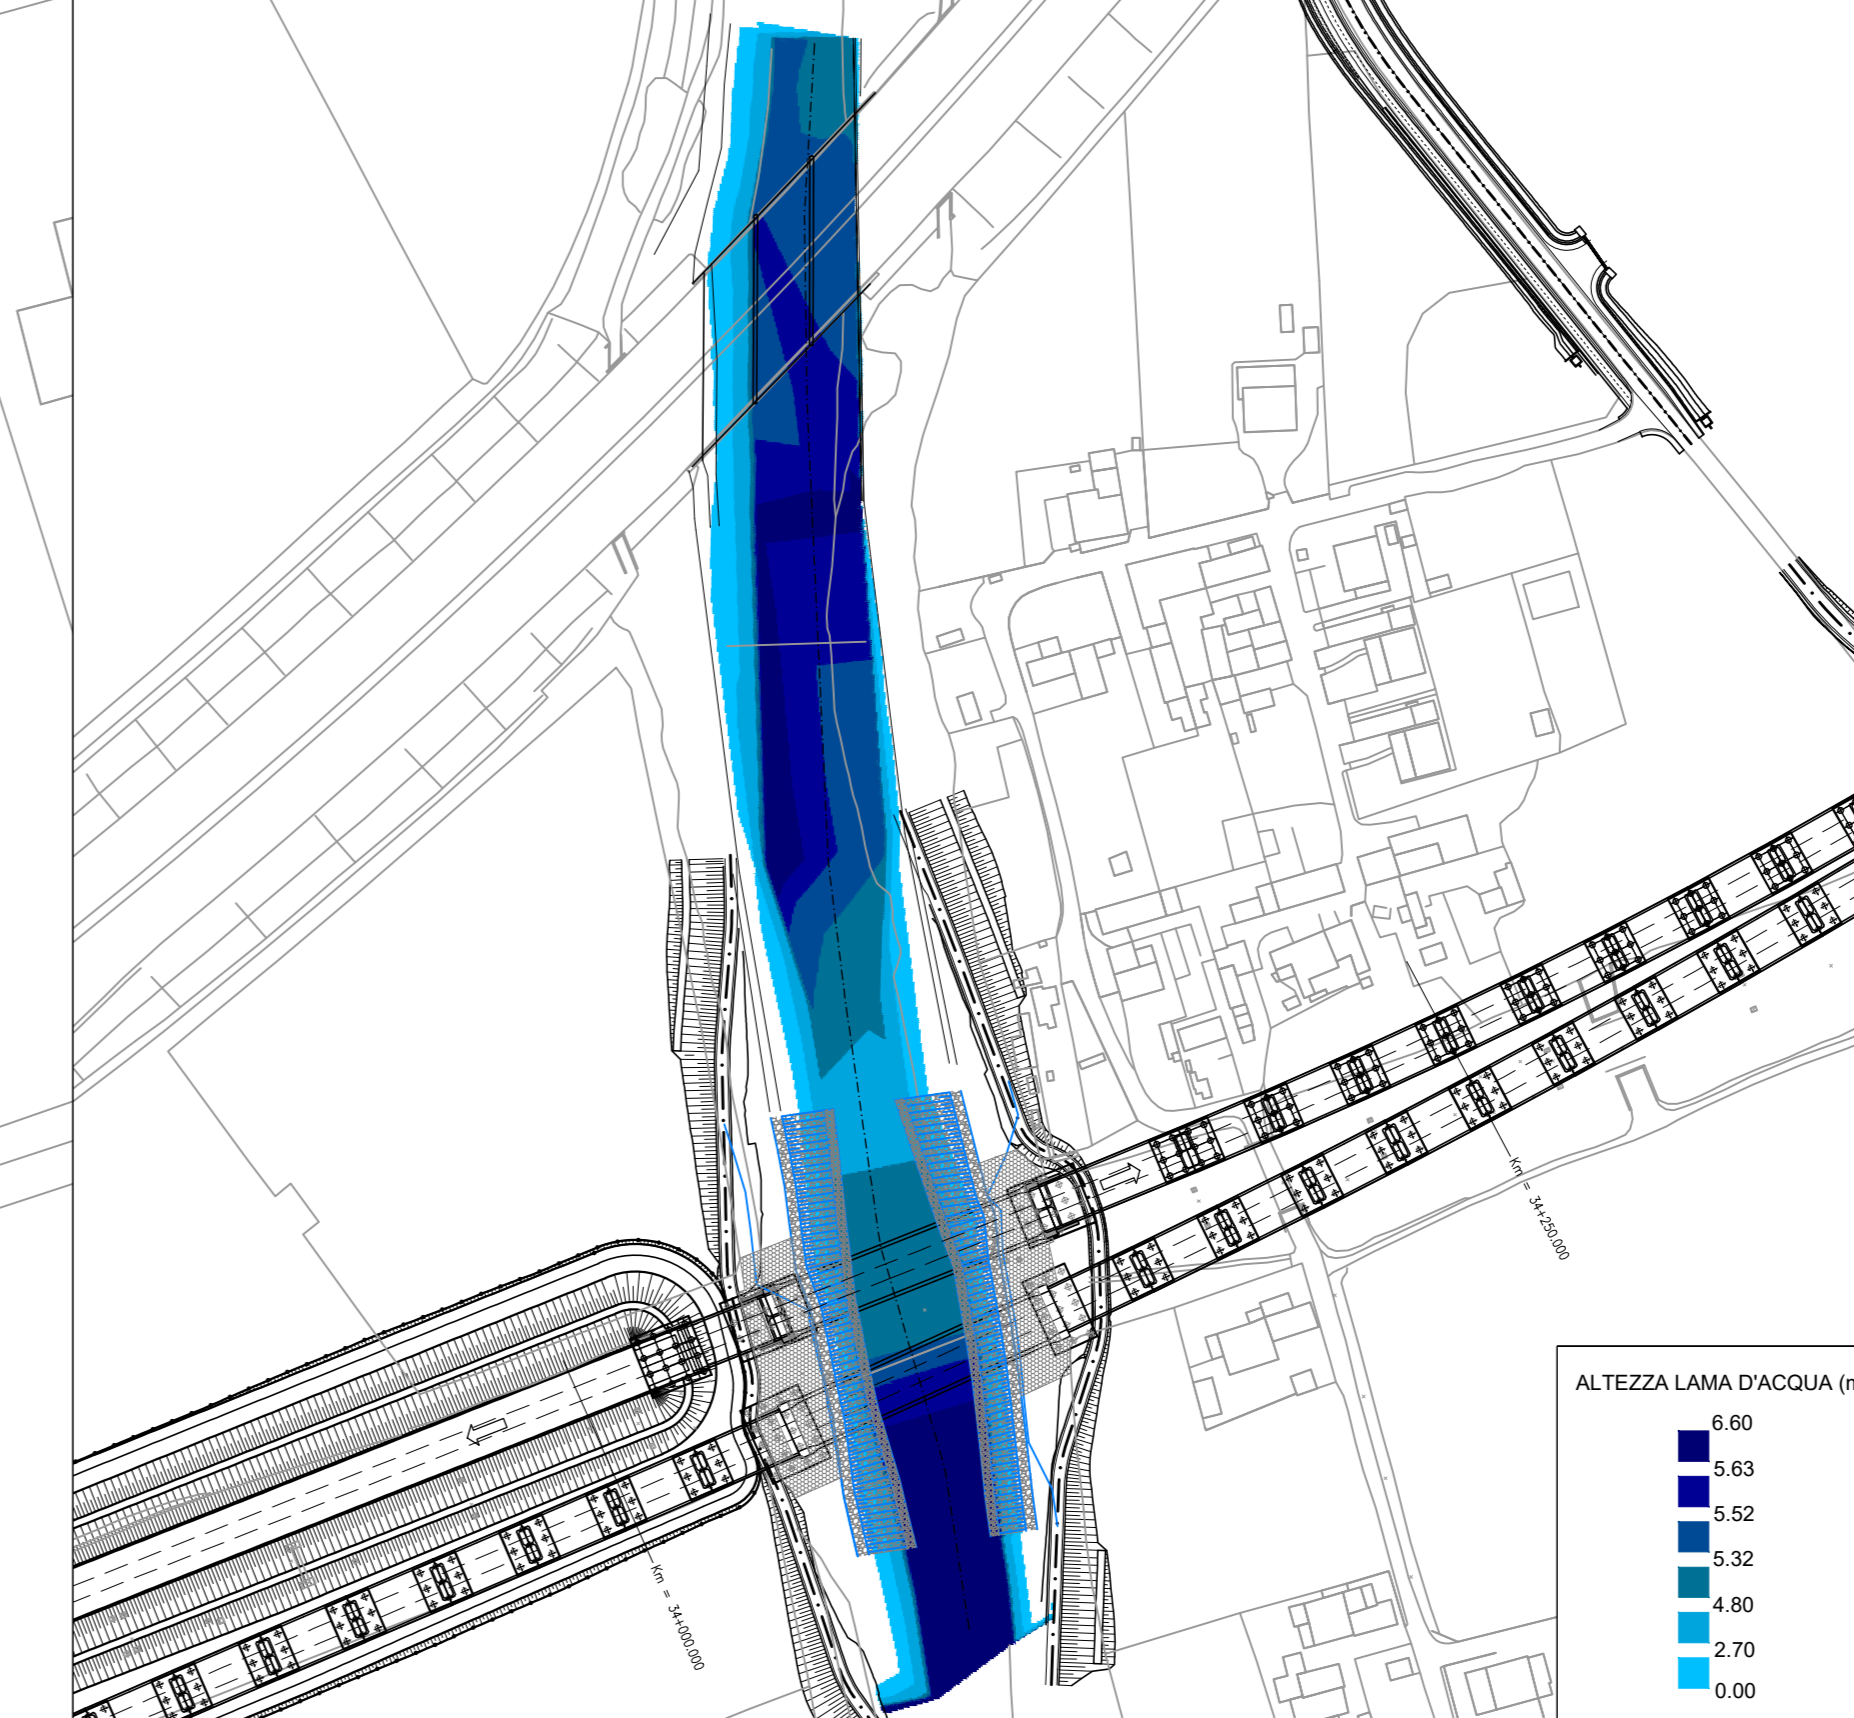 Km = 34+250.000
Km = 34+000.000
ALTEZZA LAMA D'ACQUA (m
6.60
5.63
5.52
5.32
4.80
2.70
0.00